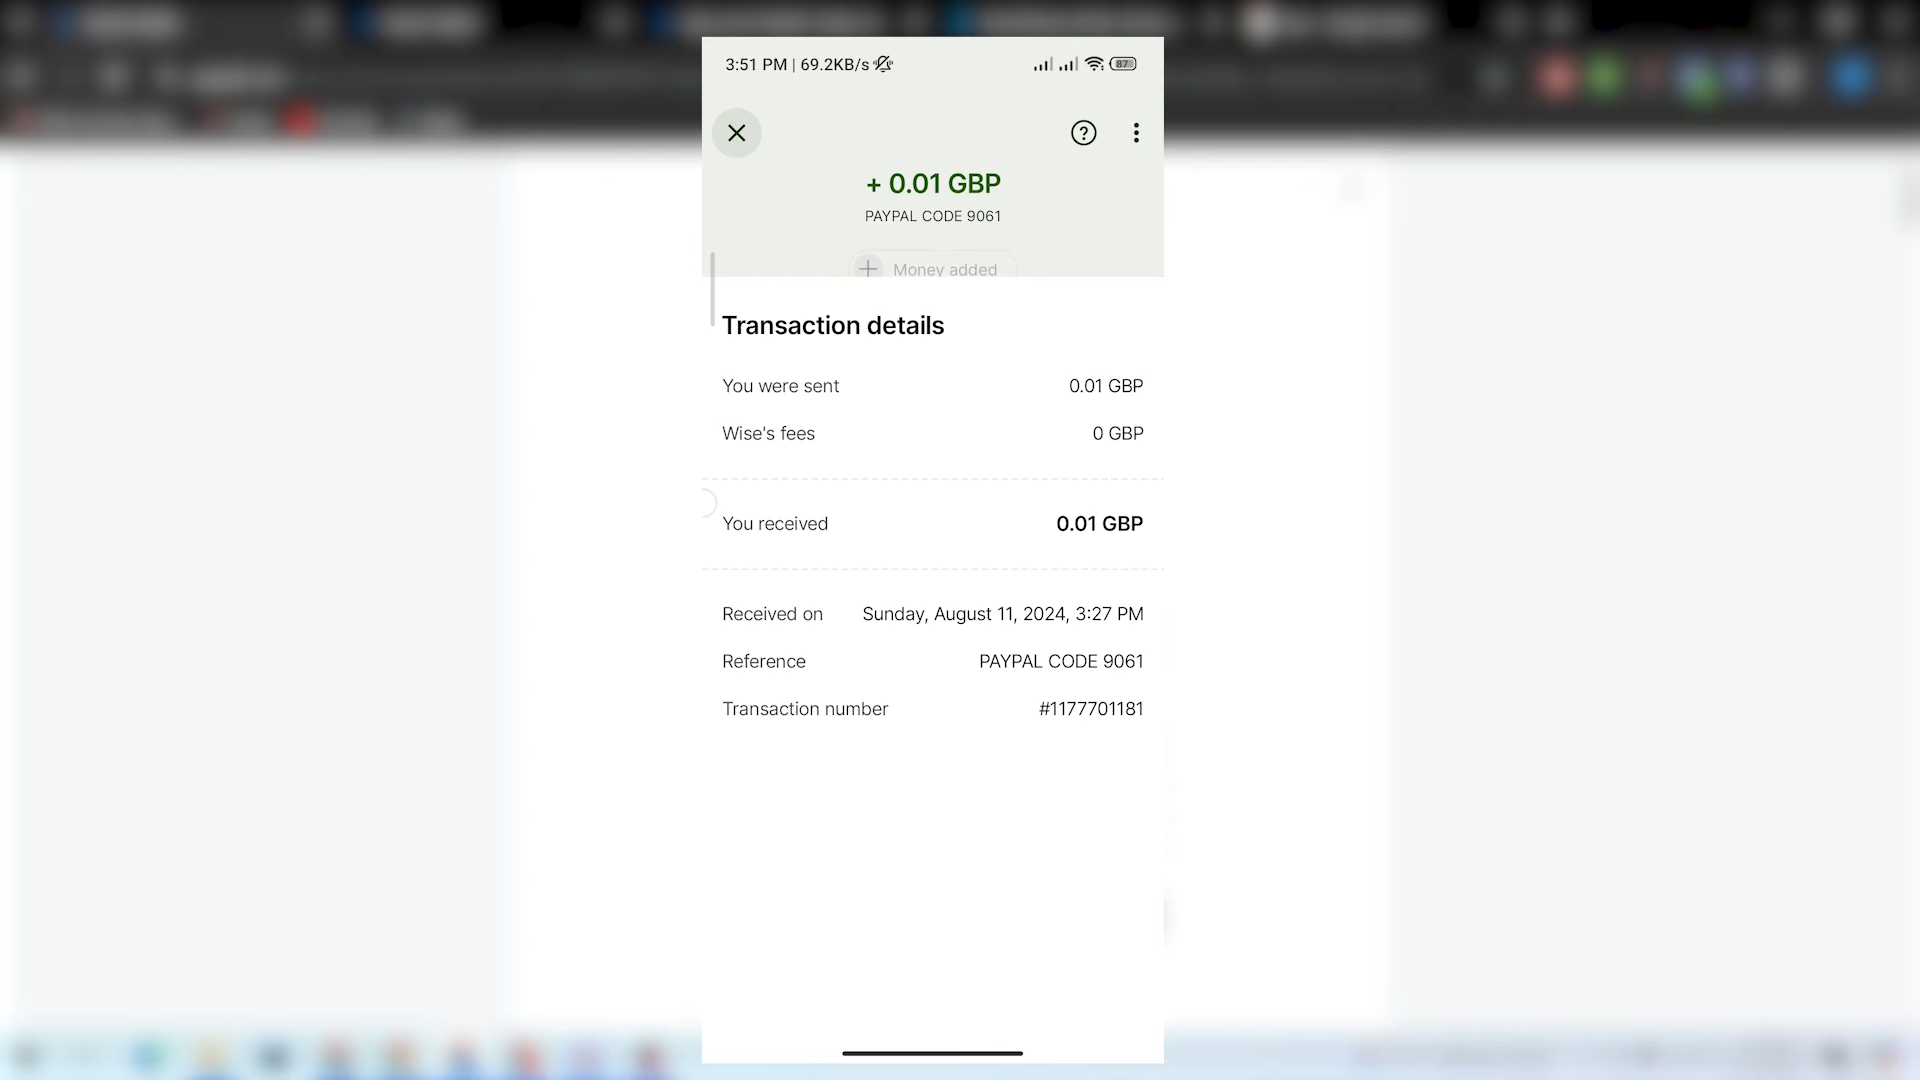 3:51 PM | 69.2KB/s
87
+ 0.01 GBP
PAYPAL CODE 9061
Money added
Transaction details
You were sent 0.01 GBP
Wise's fees 0 GBP
You received 0.01 GBP
Received on Sunday, August 11, 2024, 3:27 PM
Reference PAYPAL CODE 9061
Transaction number #1177701181